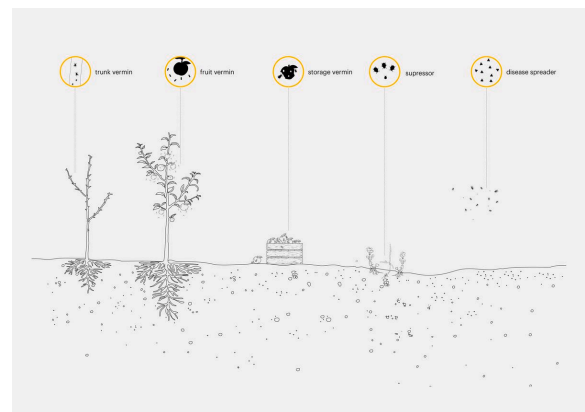 trunk vermin
fruit vermin
storage vermin
supressor
disease spreader